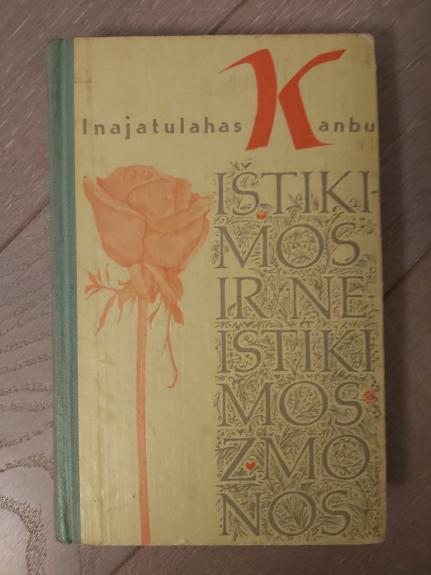 Inajatulahas Kanbu
IŠTIKI-
MOS
IR NE-
IŠTIKI
MOS
ŽMO
NOS